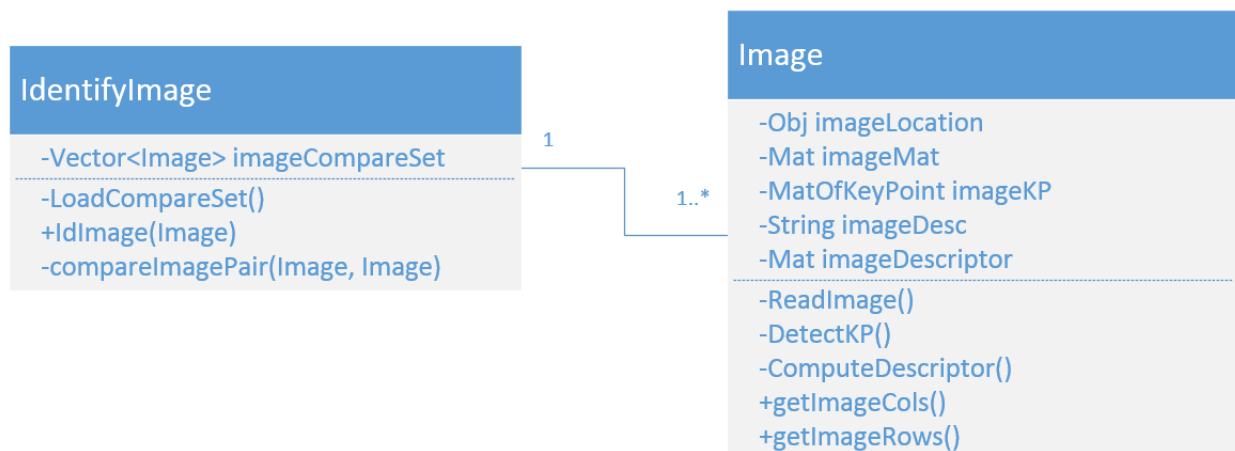 IdentifyImage
-Vector<Image> imageCompareSet
-LoadCompareSet()
+IdImage(Image)
-compareImagePair(Image, Image)
1
1..*
Image
-Obj imageLocation
-Mat imageMat
-MatOfKeyPoint imageKP
-String imageDesc
-Mat imageDescriptor
-ReadImage()
-DetectKP()
-ComputeDescriptor()
+getImageCols()
+getImageRows()